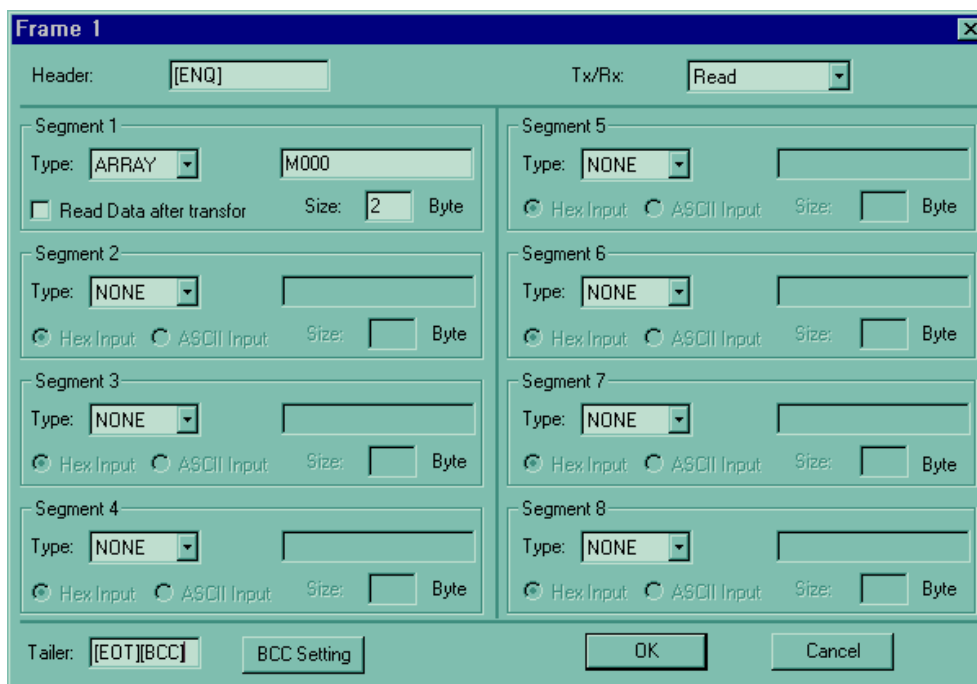 Frame 1
Header: [ENQ] Tx/Rx: Read
Segment 1
Type: ARRAY M000
Read Data after transfor Size: 2 Byte
Segment 2
Type: NONE
Hex Input ASCII Input Size: Byte
Segment 3
Type: NONE
Hex Input ASCII Input Size: Byte
Segment 4
Type: NONE
Hex Input ASCII Input Size: Byte
Segment 5
Type: NONE
Hex Input ASCII Input Size: Byte
Segment 6
Type: NONE
Hex Input ASCII Input Size: Byte
Segment 7
Type: NONE
Hex Input ASCII Input Size: Byte
Segment 8
Type: NONE
Hex Input ASCII Input Size: Byte
Tailer: [EOT][BCC] BCC Setting OK Cancel